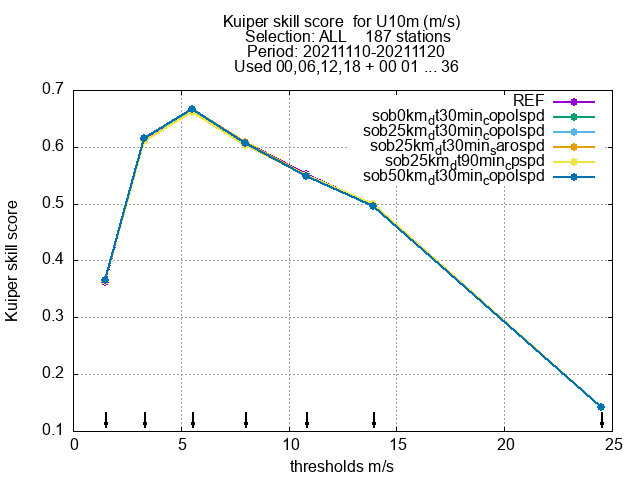 Kuiper skill score  for U10m (m/s)
Selection: ALL    187 stations
Period: 20211110-20211120
Used 00,06,12,18 + 00 01 ... 36
REF
sob0km_dt30min_copolspd
sob25km_dt30min_copolspd
sob25km_dt30min_sarospd
sob25km_dt90min_cpspd
sob50km_dt30min_copolspd
Kuiper skill score
0.7
0.6
0.5
0.4
0.3
0.2
0.1
0 5 10 15 20 25
thresholds m/s